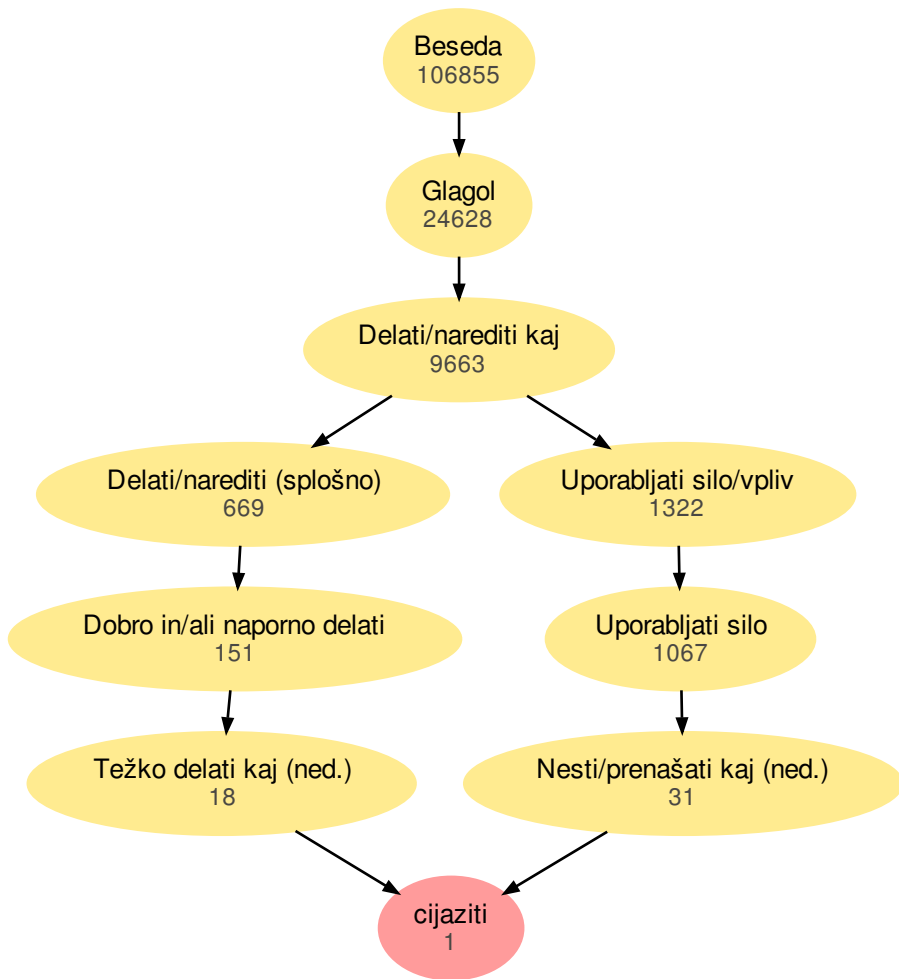 Beseda
106855
Glagol
24628
Delati/narediti kaj
9663
Delati/narediti (splošno)
669
Uporabljati silo/vpliv
1322
Dobro in/ali naporno delati
151
Uporabljati silo
1067
Težko delati kaj (ned.)
18
Nesti/prenašati kaj (ned.)
31
cijaziti
1